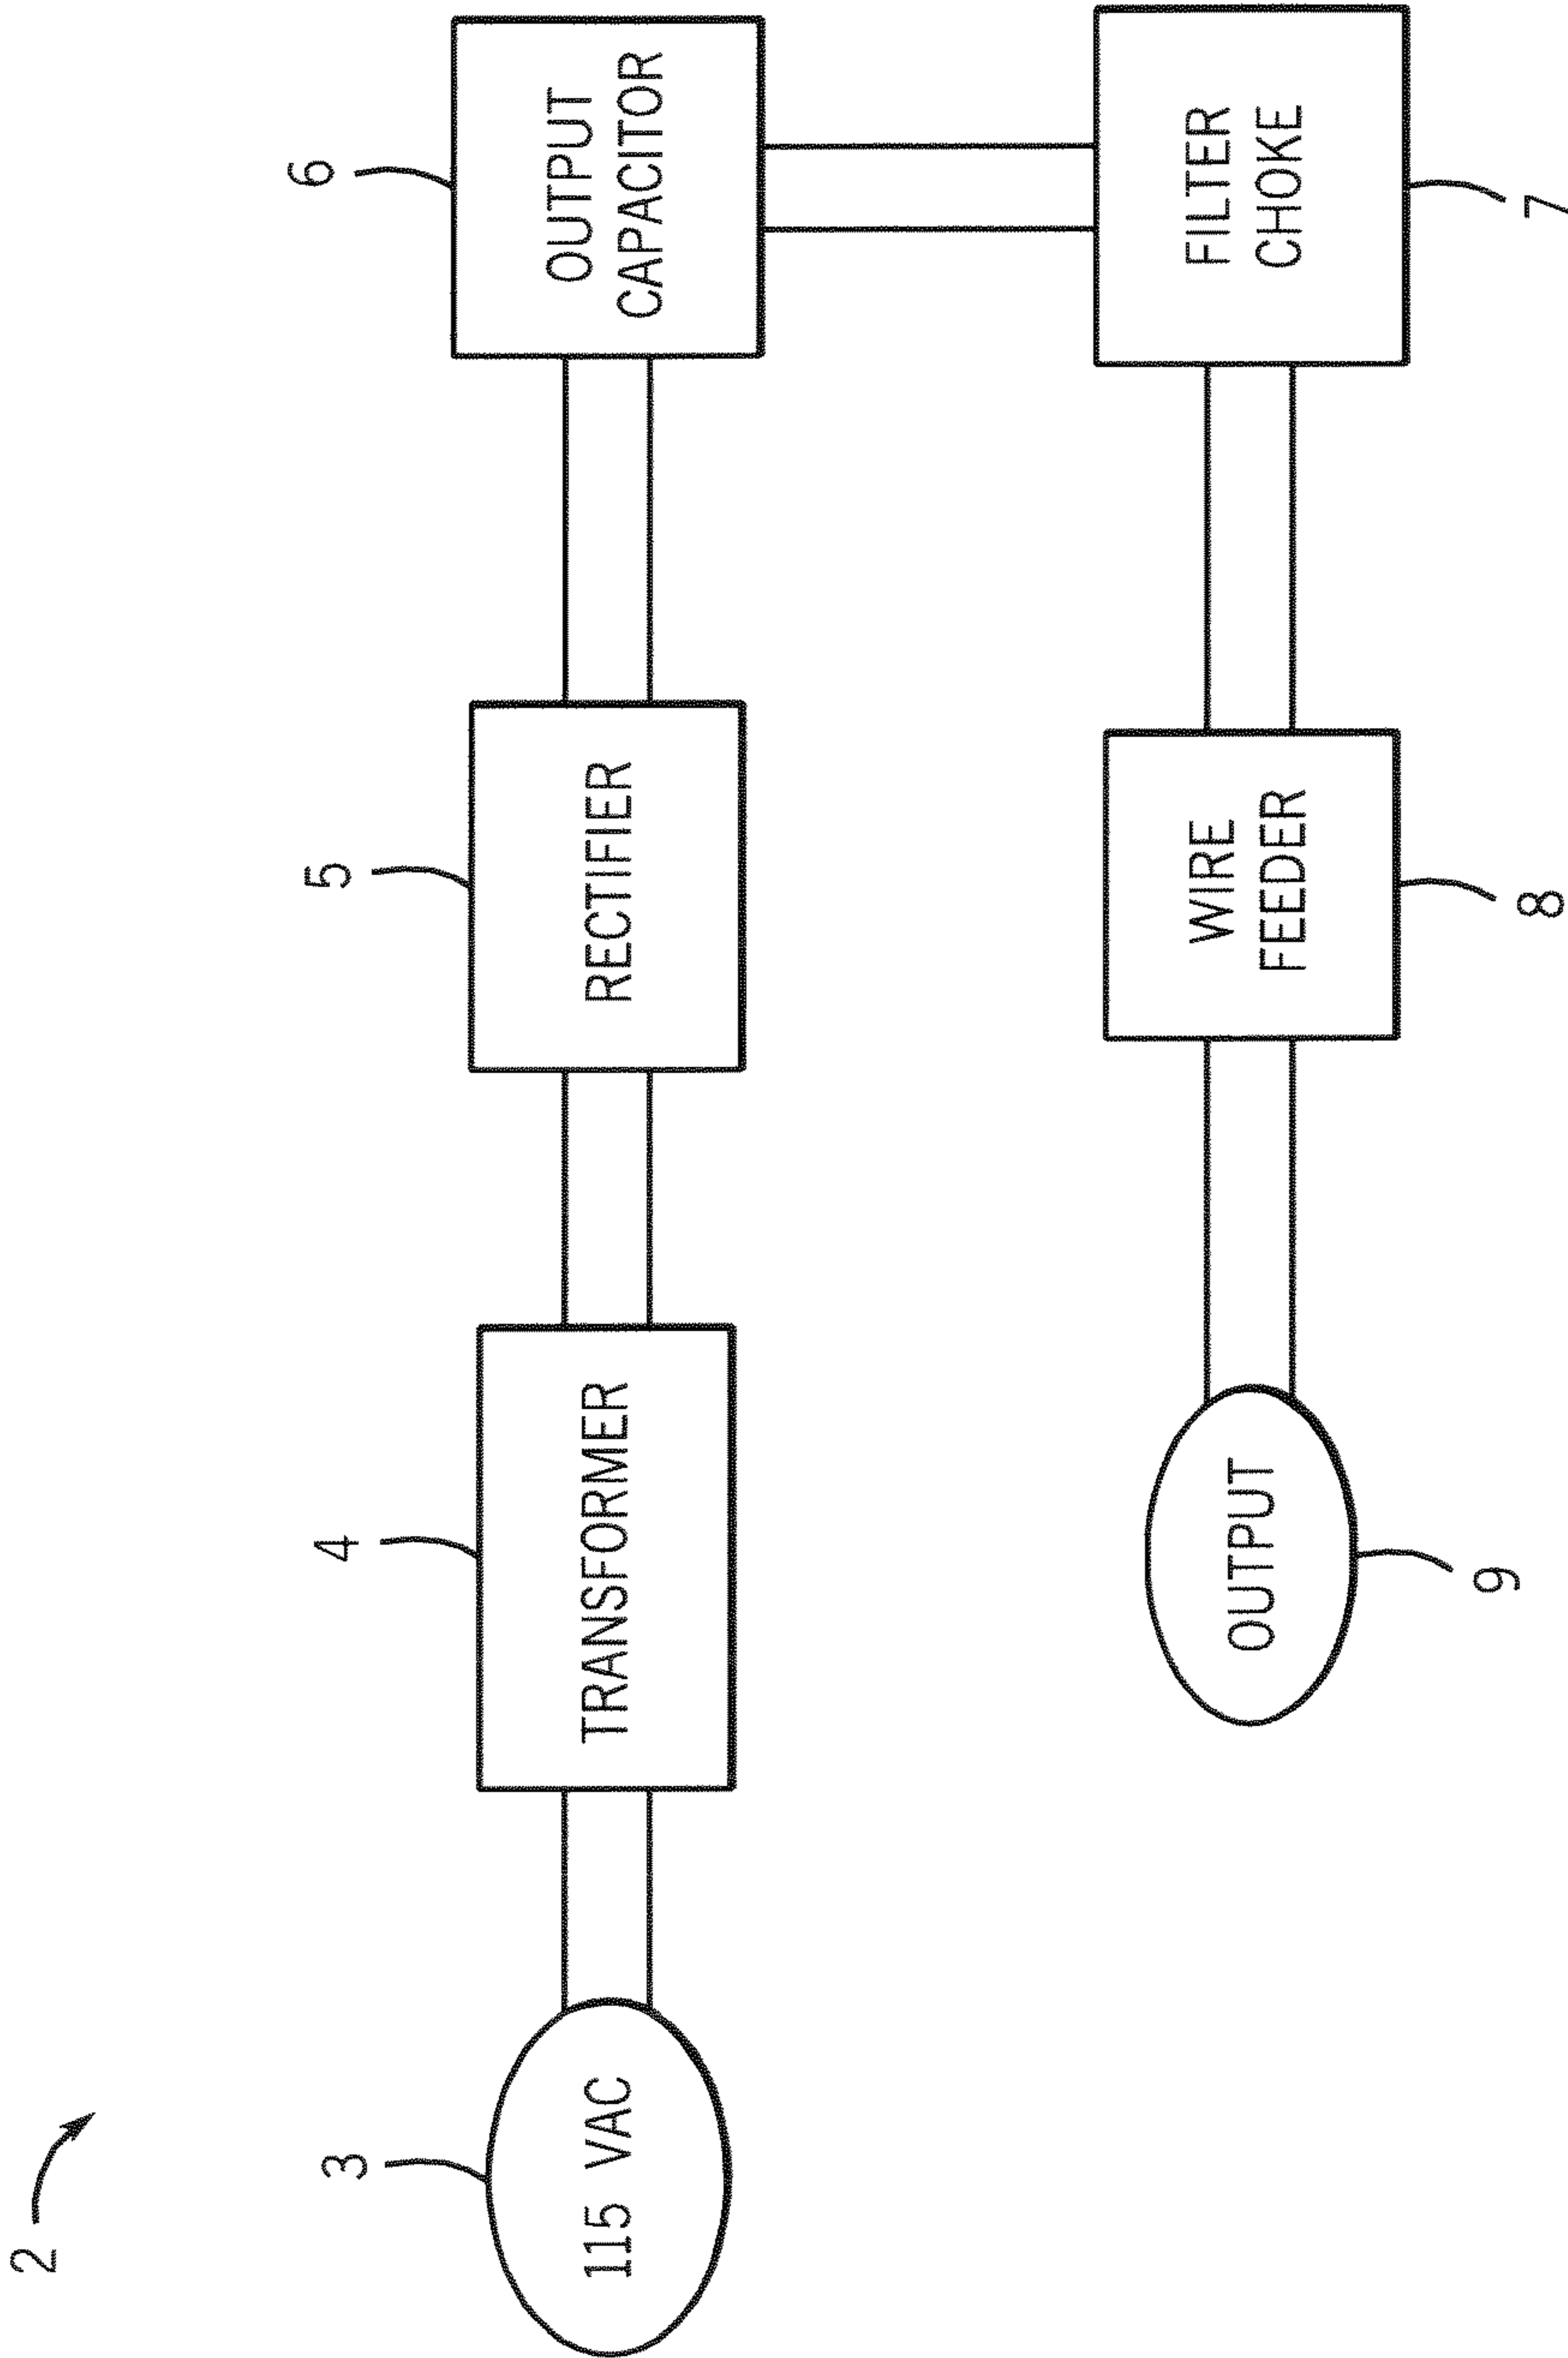 2
3
115 VAC
4
TRANSFORMER
5
RECTIFIER
6
OUTPUT
CAPACITOR
FILTER
CHOKE
7
WIRE
FEEDER
8
OUTPUT
9